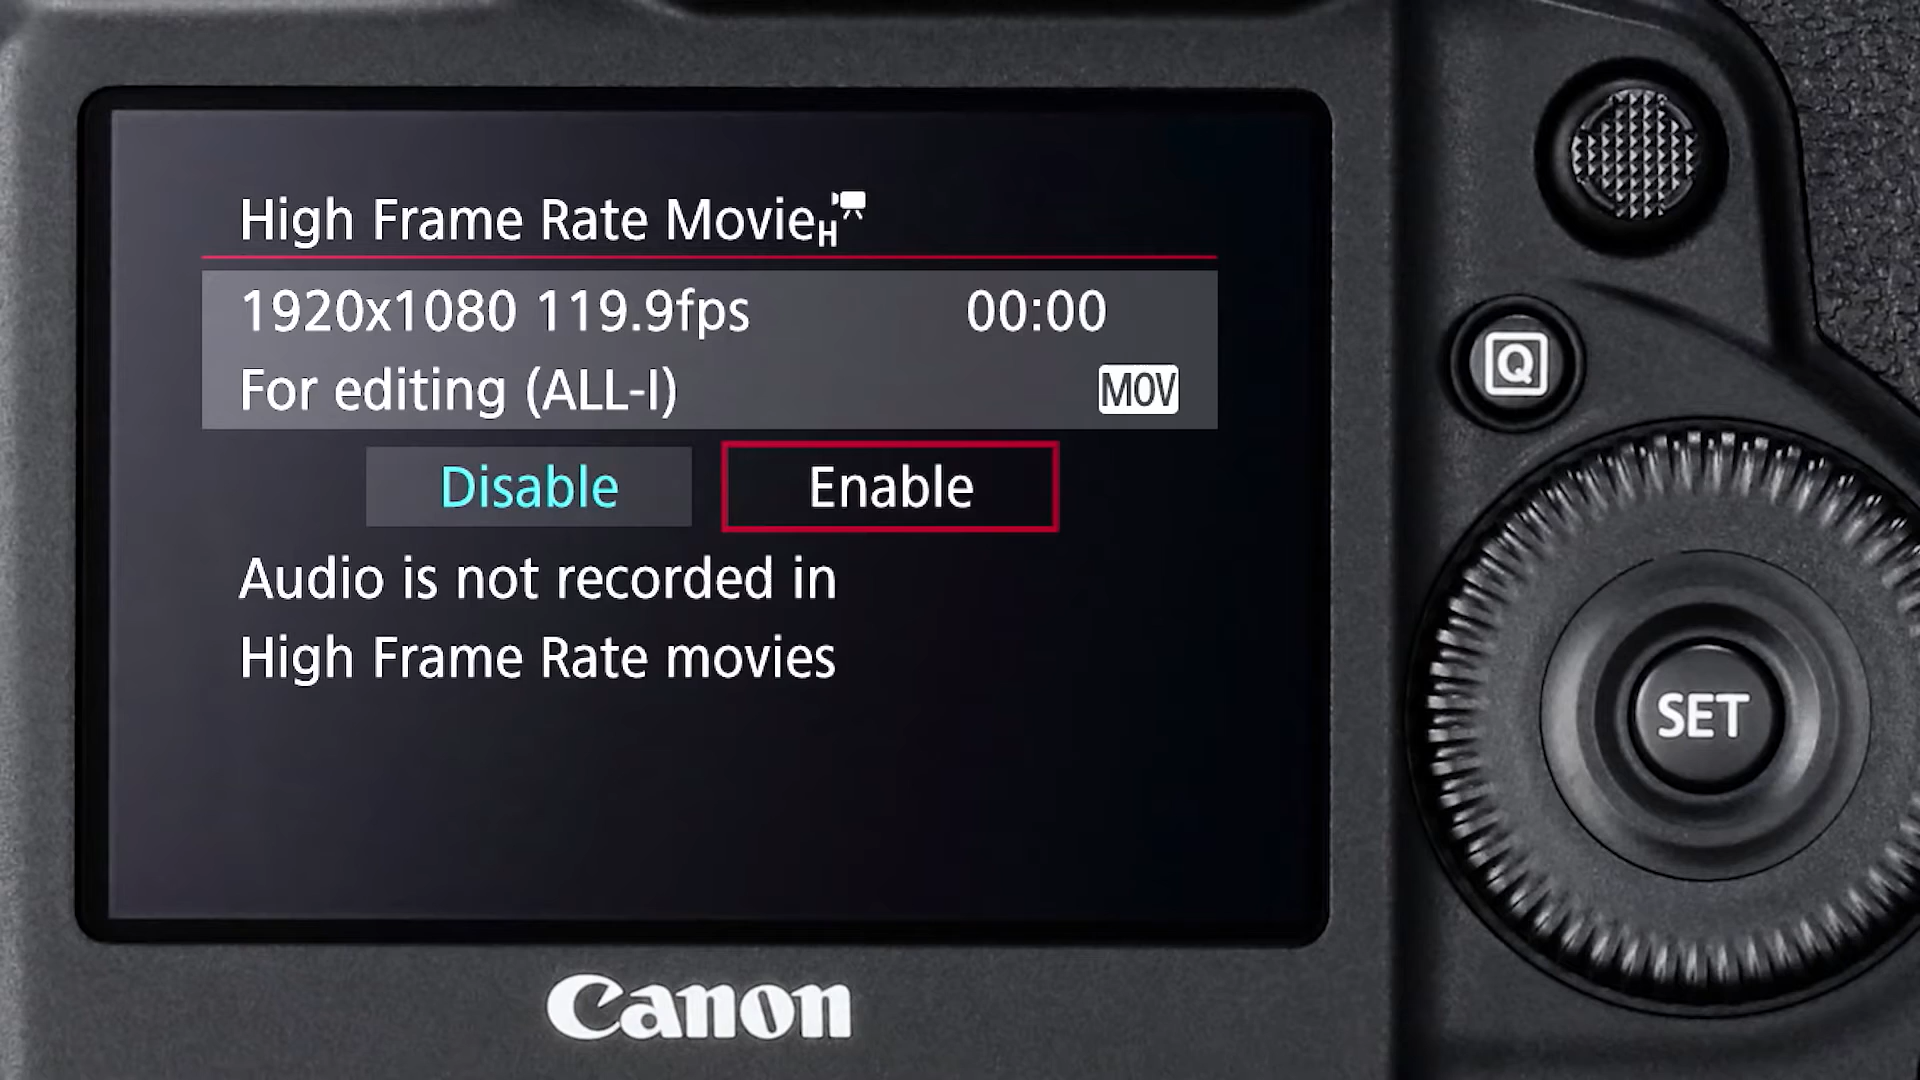 High Frame Rate Movie H
1920x1080 119.9fps 00:00
For editing (ALL-I) MOV
Disable Enable
Audio is not recorded in
High Frame Rate movies
Q
SET
Canon